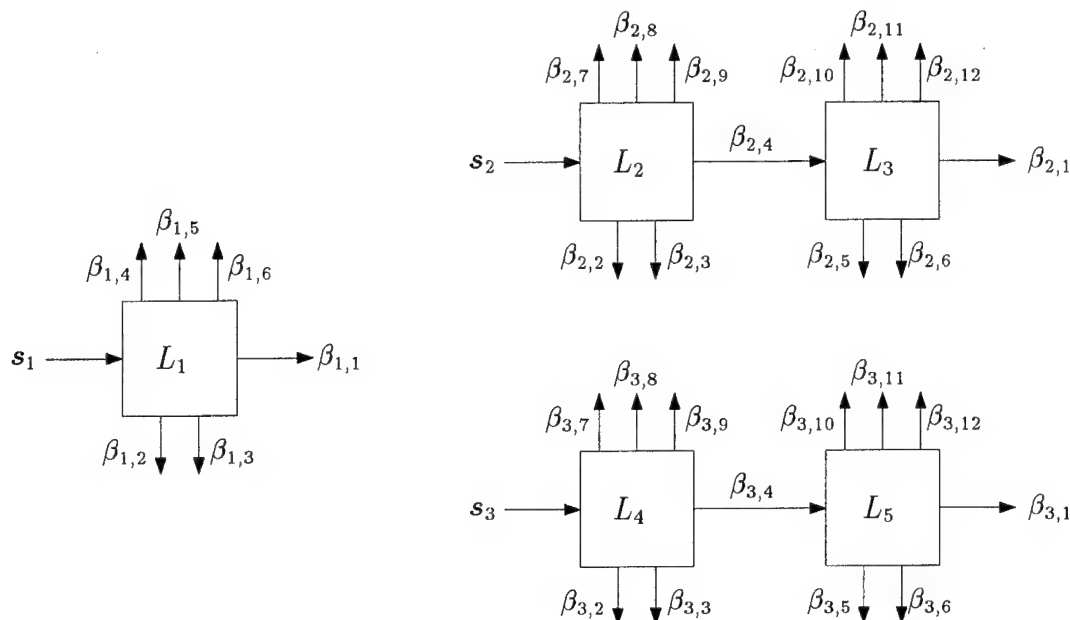 β₁,₅
β₁,₄ β₁,₆
s₁ L₁ β₁,₁
β₁,₂ β₁,₃
β₂,₈ β₂,₁₁
β₂,₇ β₂,₉ β₂,₁₀ β₂,₁₂
s₂ L₂ β₂,₄ L₃ β₂,₁
β₂,₂ β₂,₃ β₂,₅ β₂,₆
β₃,₈ β₃,₁₁
β₃,₇ β₃,₉ β₃,₁₀ β₃,₁₂
s₃ L₄ β₃,₄ L₅ β₃,₁
β₃,₂ β₃,₃ β₃,₅ β₃,₆